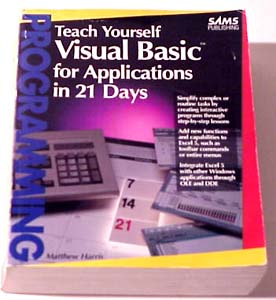 SAMS
PUBLISHING
PROGRAMMING
Teach Yourself
Visual Basic™
for Applications
in 21 Days
Simplify complex or
routine tasks by
creating interactive
programs through
step-by-step lessons
Add new functions
and capabilities to
Excel 5, such as
toolbar commands
or entire menus
Integrate Excel 5
with other Windows
applications through
OLE and DDE
7
14
21
Matthew Harris